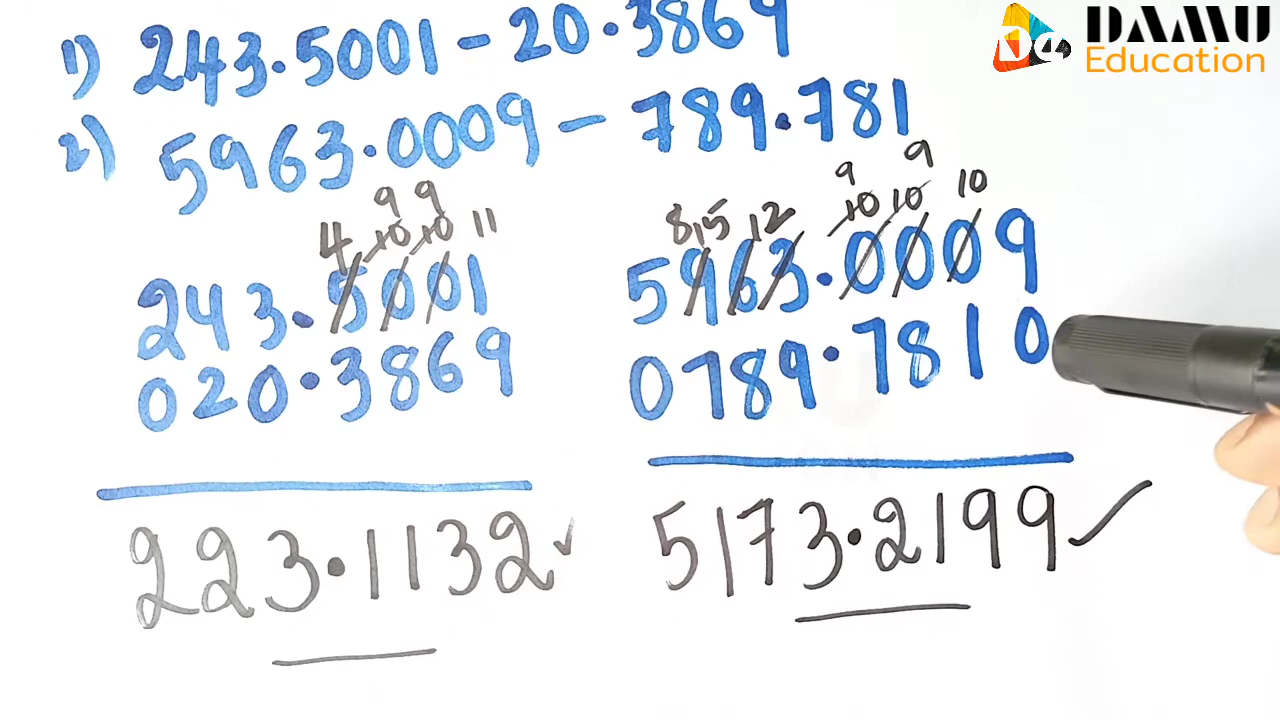 DAMU
Education
1) 243.5001 - 20.3869
2) 5963.0009 - 789.781
4 10 9 10 9 11
243.5001
020.3869
223.1132 ✓
8 15 12 10 9 10 9 10
5963.0009
0789.7810
5173.2199 ✓